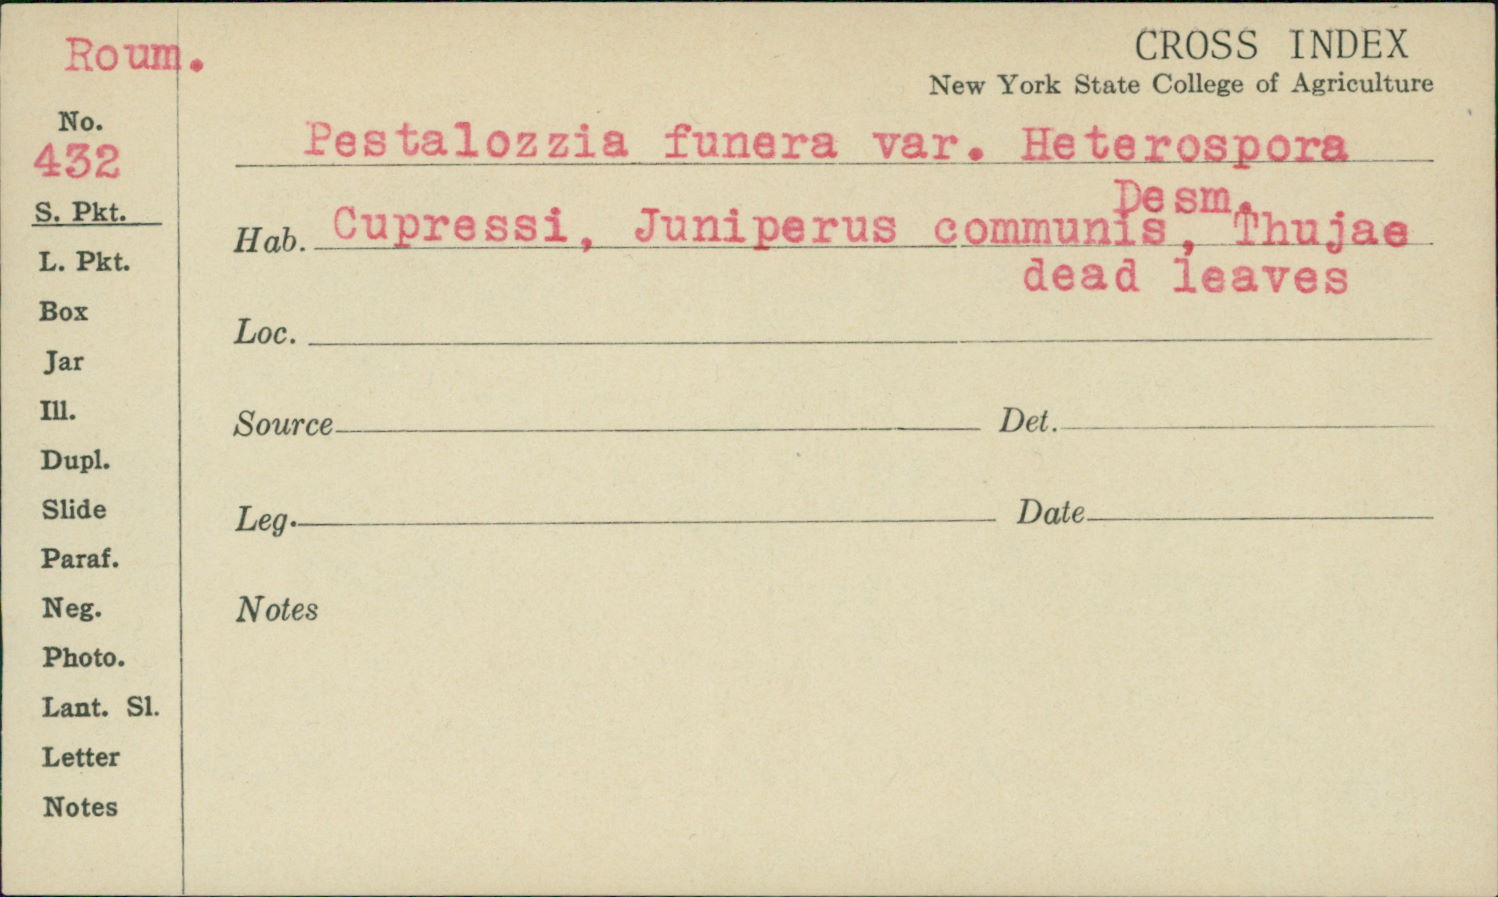 Roum.
CROSS INDEX
New York State College of Agriculture
No.
432
Pestalozzia funera var. Heterospora
Desm.
S. Pkt.
Hab. Cupressi, Juniperus communis, Thujae
dead leaves
L. Pkt.
Box
Loc.
Jar
Ill.
Source Det.
Dupl.
Slide
Leg. Date
Paraf.
Neg.
Notes
Photo.
Lant. Sl.
Letter
Notes